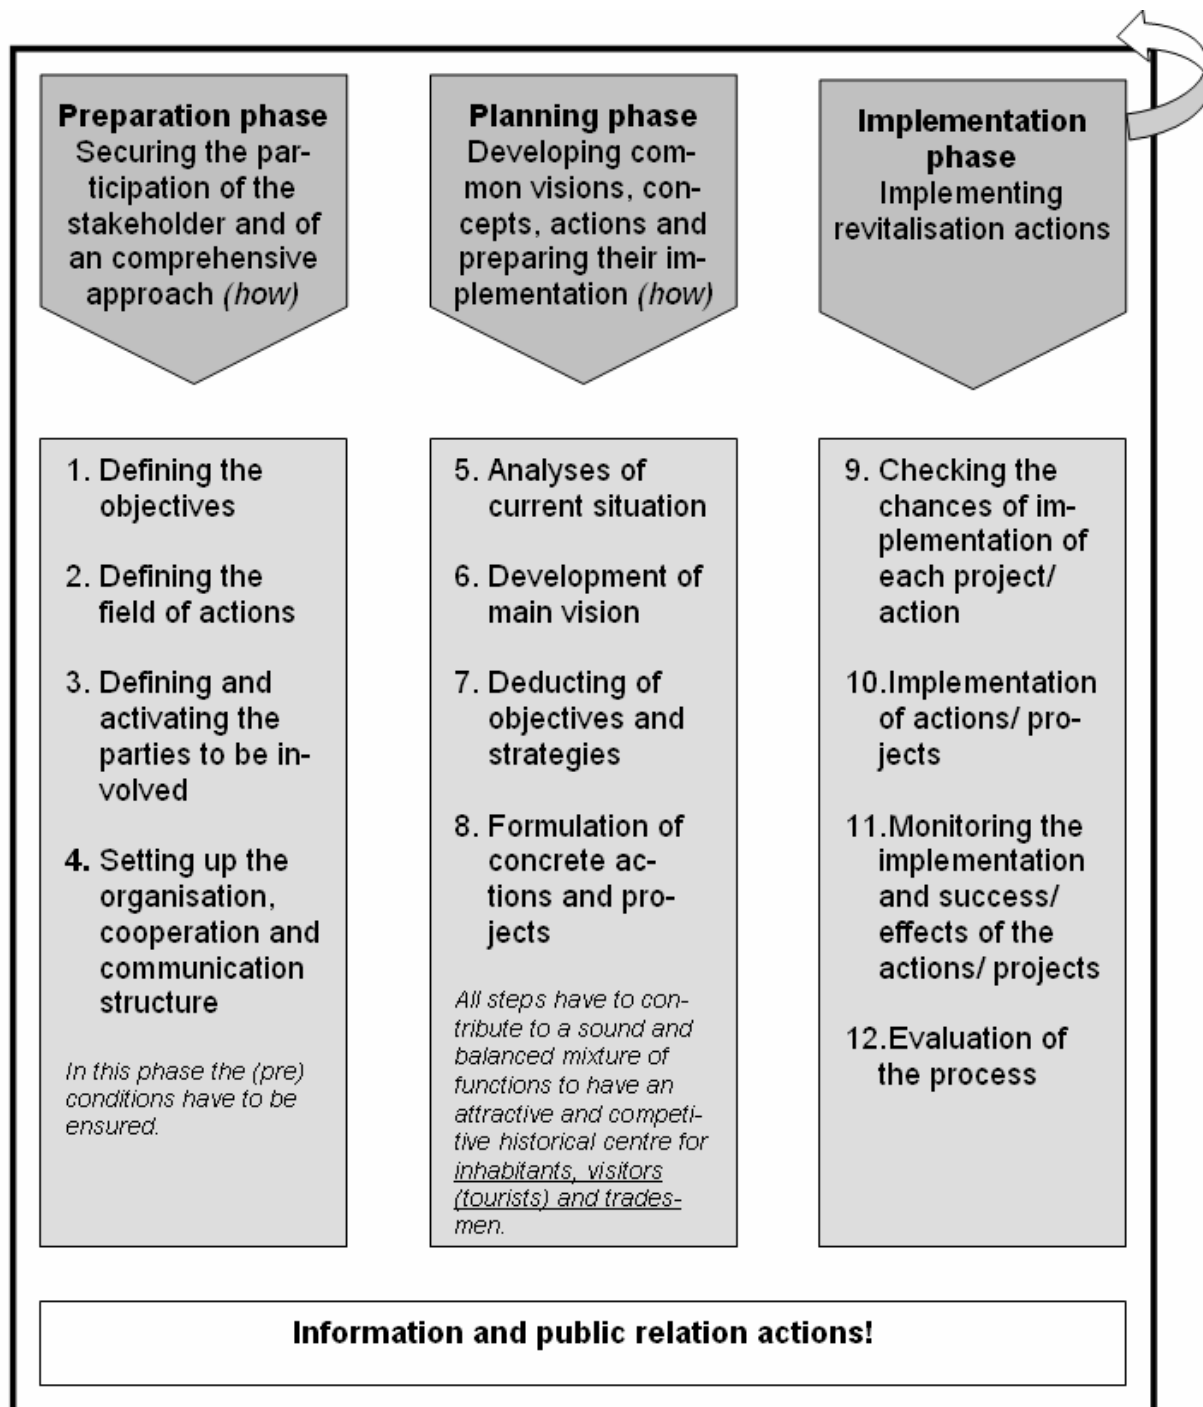 Preparation phase
Securing the par-
ticipation of the
stakeholder and of
an comprehensive
approach (how)
Planning phase
Developing com-
mon visions, con-
cepts, actions and
preparing their im-
plementation (how)
Implementation
phase
Implementing
revitalisation actions
1. Defining the
objectives
2. Defining the
field of actions
3. Defining and
activating the
parties to be in-
volved
4. Setting up the
organisation,
cooperation and
communication
structure
In this phase the (pre)
conditions have to be
ensured.
5. Analyses of
current situation
6. Development of
main vision
7. Deducting of
objectives and
strategies
8. Formulation of
concrete ac-
tions and pro-
jects
All steps have to con-
tribute to a sound and
balanced mixture of
functions to have an
attractive and competi-
tive historical centre for
inhabitants, visitors
(tourists) and trades-
men.
9. Checking the
chances of im-
plementation of
each project/
action
10.Implementation
of actions/ pro-
jects
11.Monitoring the
implementation
and success/
effects of the
actions/ projects
12.Evaluation of
the process
Information and public relation actions!